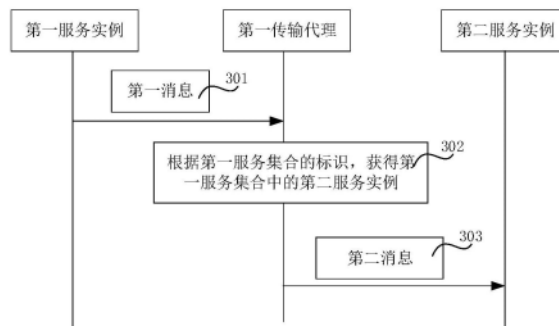 第一服务实例
第一传输代理
第二服务实例
第一消息
301
根据第一服务集合的标识，获得第
一服务集合中的第二服务实例
302
第二消息
303